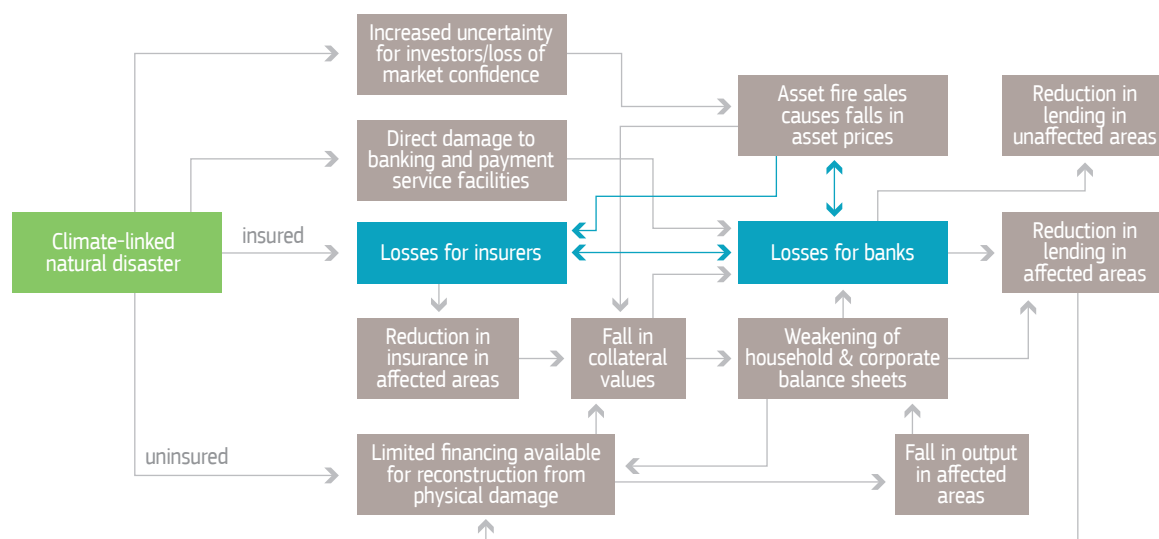 Increased uncertainty
for investors/loss of
market confidence
Asset fire sales
causes falls in
asset prices
Reduction in
lending in
unaffected areas
Direct damage to
banking and payment
service facilities
Climate-linked
natural disaster
insured
Losses for insurers
Losses for banks
Reduction in
lending in
affected areas
Reduction in
insurance in
affected areas
Fall in
collateral
values
Weakening of
household & corporate
balance sheets
uninsured
Limited financing available
for reconstruction from
physical damage
Fall in output
in affected
areas